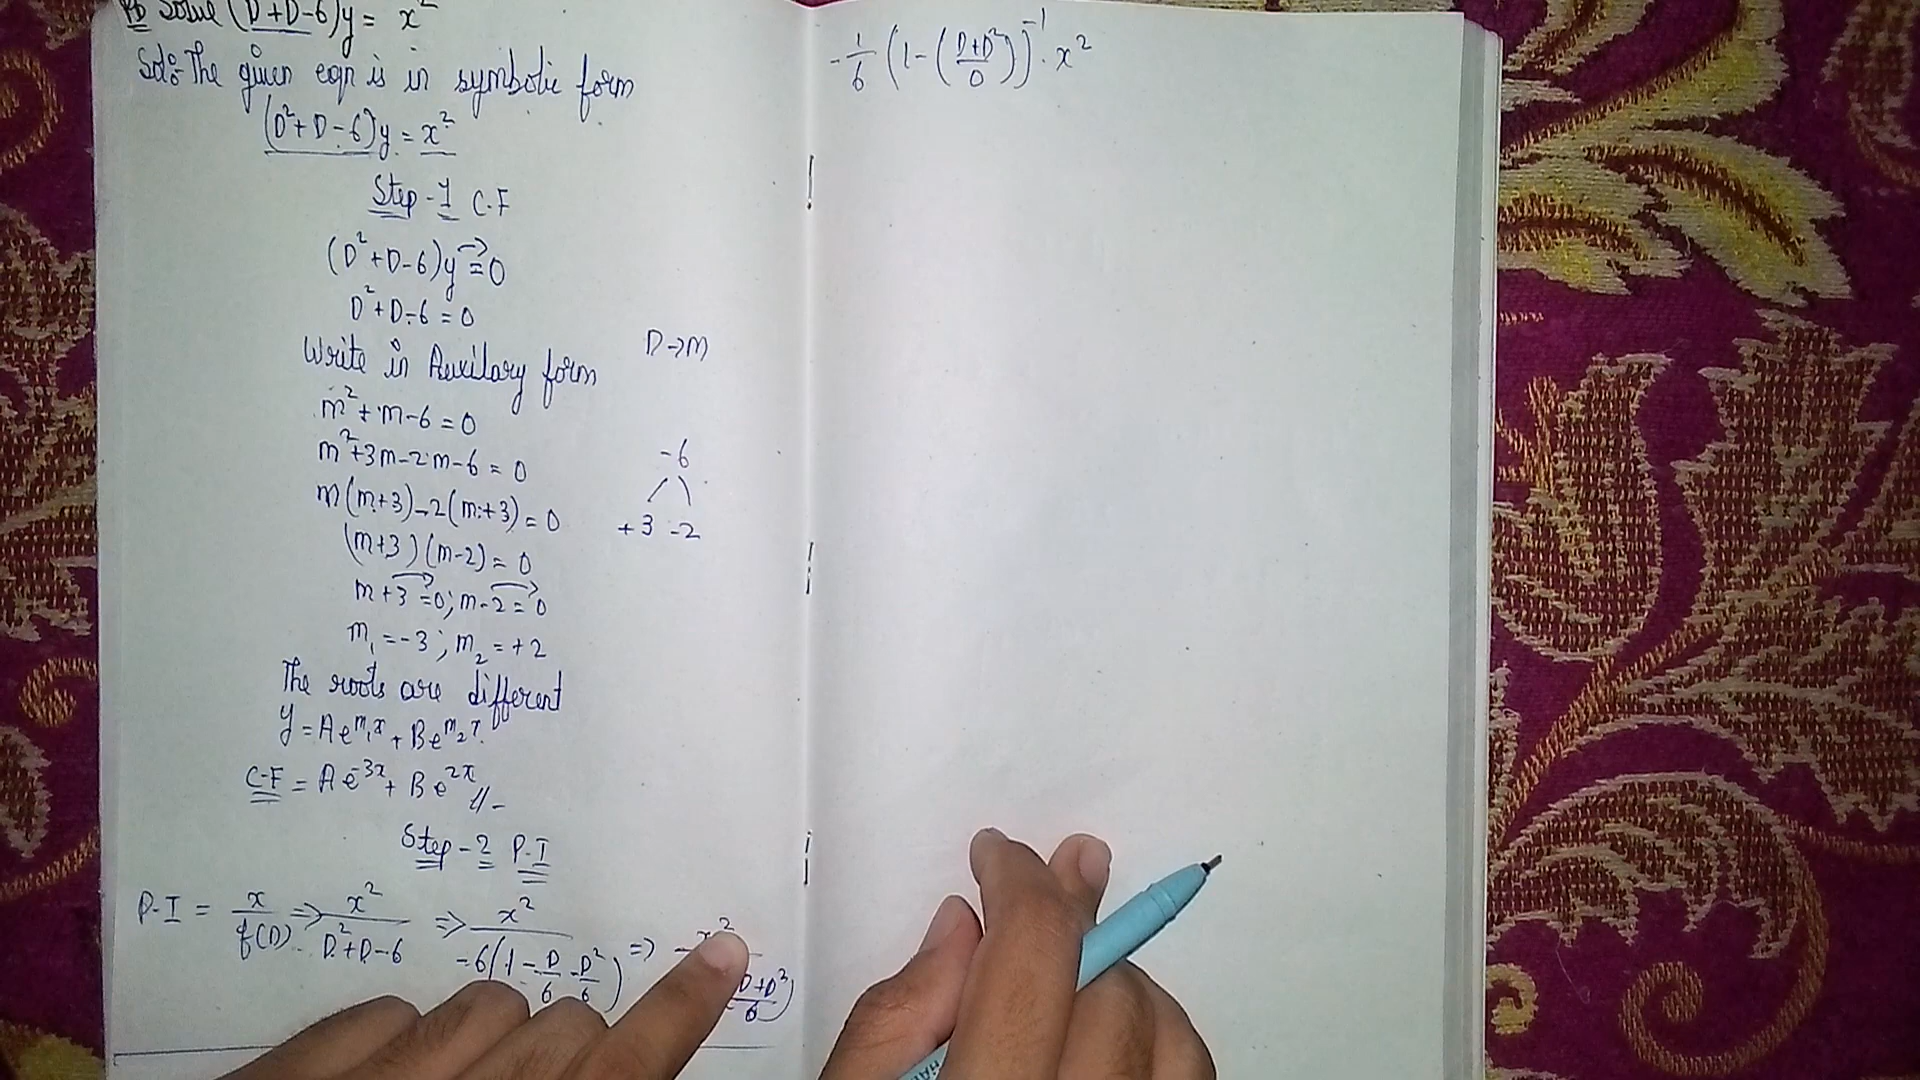 Pb Solve (D²+D-6)y = x²
Sol:- The given eqn is in symbolic form
(D²+D-6)y = x²
Step-1 C.F
(D²+D-6)y = 0
D²+D-6 = 0
Write in Auxilary form D→M
m²+m-6 = 0
m²+3m-2m-6 = 0 -6
m(m+3)-2(m+3) = 0 +3 -2
(m+3)(m-2) = 0
m+3=0; m-2=0
m₁ = -3; m₂ = +2
The roots are different
y = Ae^m₁x + Be^m₂x
C-F = Ae^-3x + Be^2x //-
Step-2 P.I
P-I = x/f(D) => x²/D²+D-6 => x²/-6(1-D/6-D²/6) => -x²/ D+D³/6)
-1/6 (1-(D+D²/6))^-1 . x²